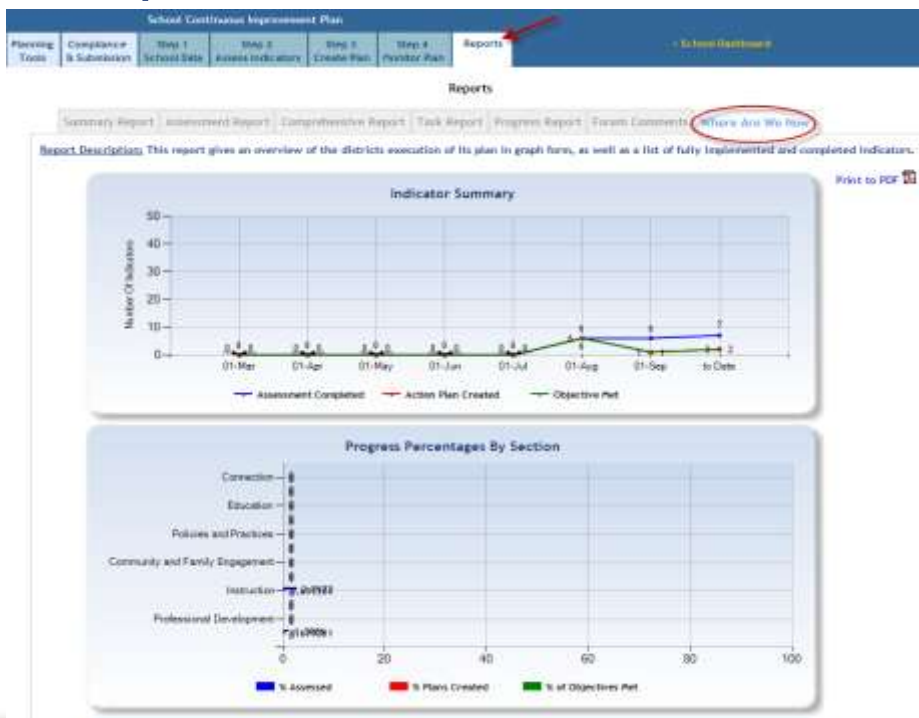 School Continuous Improvement Plan
Planning Tools
Compliance & Submission
Step 1 School Data
Step 2 Assess Indicators
Step 3 Create Plan
Step 4 Monitor Plan
Reports
School Dashboard
Reports
Summary Report Assessment Report Comprehensive Report Task Report Progress Report Forum Comments Where Are We Now
Report Description: This report gives an overview of the districts execution of its plan in graph form, as well as a list of fully implemented and completed indicators.
Print to PDF
Indicator Summary
Number Of Indicators
50
40
30
20
10
0
01-Mar 01-Apr 01-May 01-Jun 01-Jul 01-Aug 01-Sep to Date
Assessment Completed Action Plan Created Objective Met
Progress Percentages By Section
Connection
Education
Policies and Practices
Community and Family Engagement
Instruction
Professional Development
0 20 40 60 80 100
% Assessed % Plans Created % of Objectives Met